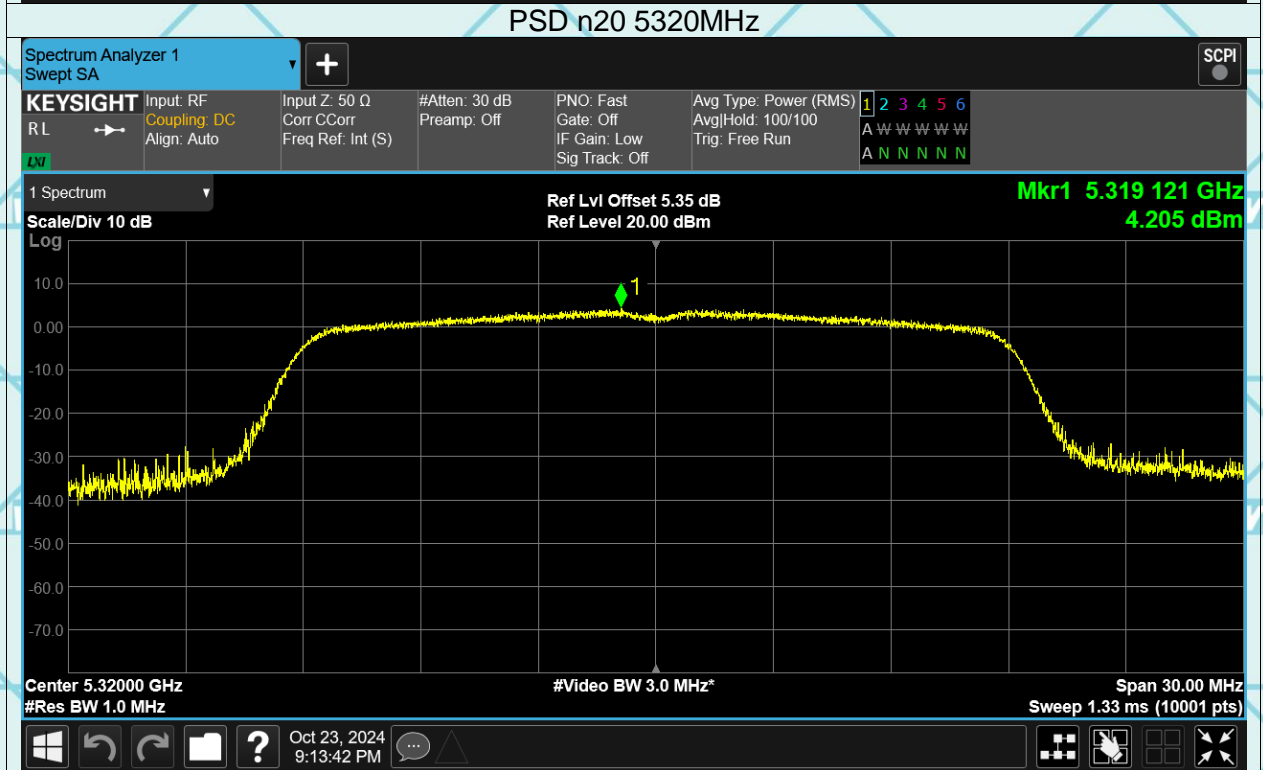 PSD n20 5320MHz
Spectrum Analyzer 1
Swept SA
+
SCPI
KEYSIGHT
RL
LXI
Input: RF
Coupling: DC
Align: Auto
Input Z: 50 Ω
Corr CCorr
Freq Ref: Int (S)
#Atten: 30 dB
Preamp: Off
PNO: Fast
Gate: Off
IF Gain: Low
Sig Track: Off
Avg Type: Power (RMS)
Avg|Hold: 100/100
Trig: Free Run
1 2 3 4 5 6
A W W W W W
A N N N N N
1 Spectrum
Scale/Div 10 dB
Log
Ref Lvl Offset 5.35 dB
Ref Level 20.00 dBm
Mkr1 5.319 121 GHz
4.205 dBm
1
10.0
0.00
-10.0
-20.0
-30.0
-40.0
-50.0
-60.0
-70.0
Center 5.32000 GHz
#Res BW 1.0 MHz
#Video BW 3.0 MHz*
Span 30.00 MHz
Sweep 1.33 ms (10001 pts)
?
Oct 23, 2024
9:13:42 PM